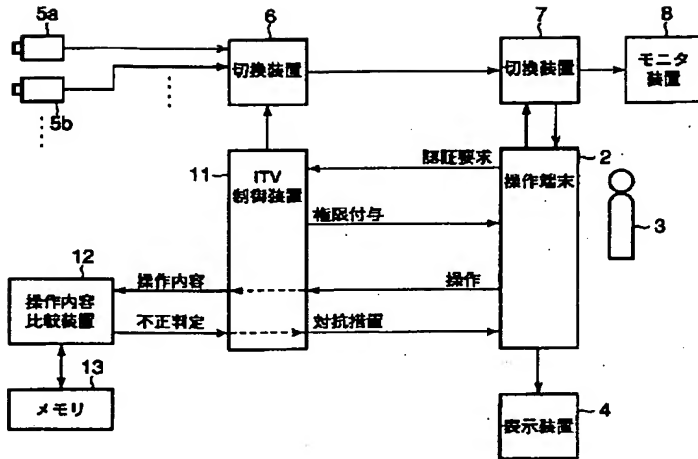 5a
6
7
8
切換装置
切換装置
モニタ
装置
5b
11
ITV
制御装置
認証要求
2
操作端末
権限付与
3
12
操作内容
操作
操作内容
比較装置
不正判定
対抗措置
13
メモリ
4
表示装置